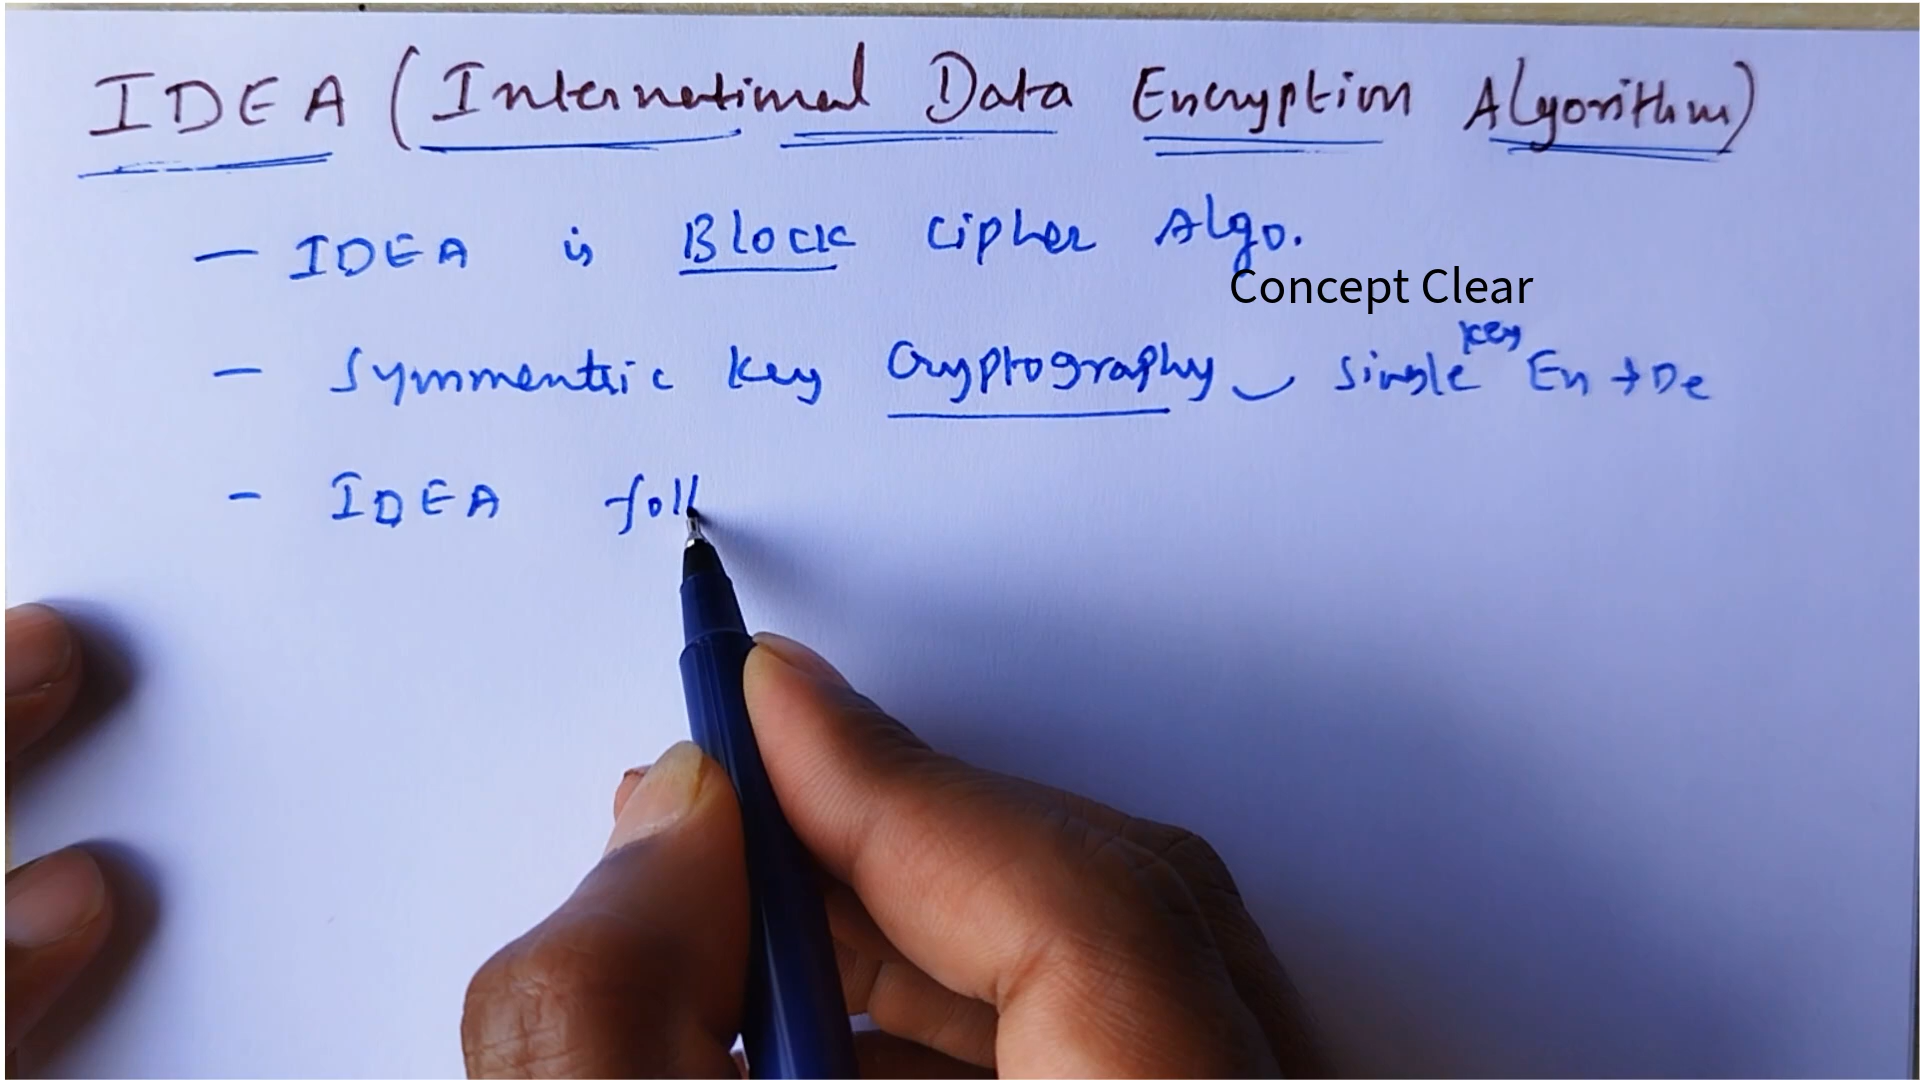 IDEA (International Data Encryption Algorithm)
- IDEA is Block Cipher Algo.
Concept Clear
- Symmentric key Cryptography - single key En + De
- IDEA foll